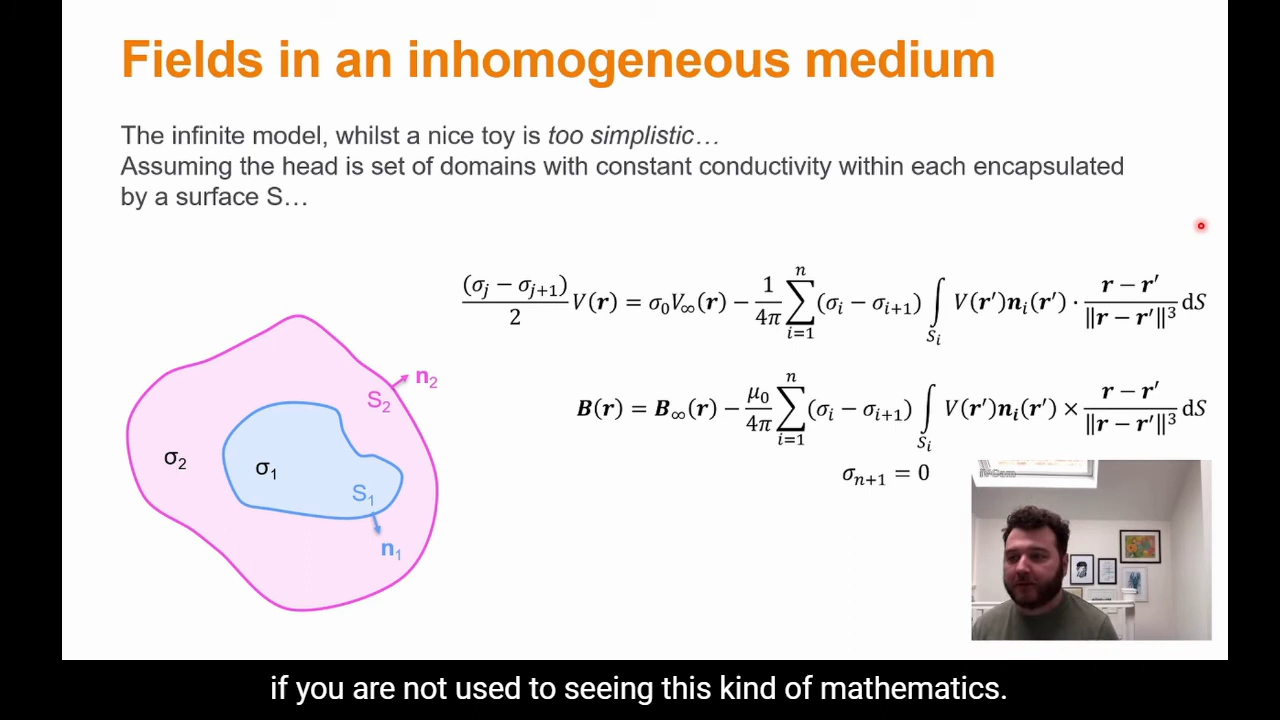 Fields in an inhomogeneous medium
The infinite model, whilst a nice toy is too simplistic…
Assuming the head is set of domains with constant conductivity within each encapsulated
by a surface S…
(σⱼ − σⱼ₊₁)/2 V(r) = σ₀V∞(r) − 1/4π ∑ᵢ₌₁ⁿ (σᵢ − σᵢ₊₁) ∫Sᵢ V(r′)nᵢ(r′) · (r − r′)/‖r − r′‖³ dS
B(r) = B∞(r) − μ₀/4π ∑ᵢ₌₁ⁿ (σᵢ − σᵢ₊₁) ∫Sᵢ V(r′)nᵢ(r′) × (r − r′)/‖r − r′‖³ dS
σₙ₊₁ = 0
n₂
S₂
σ₂
σ₁
S₁
n₁
if you are not used to seeing this kind of mathematics.